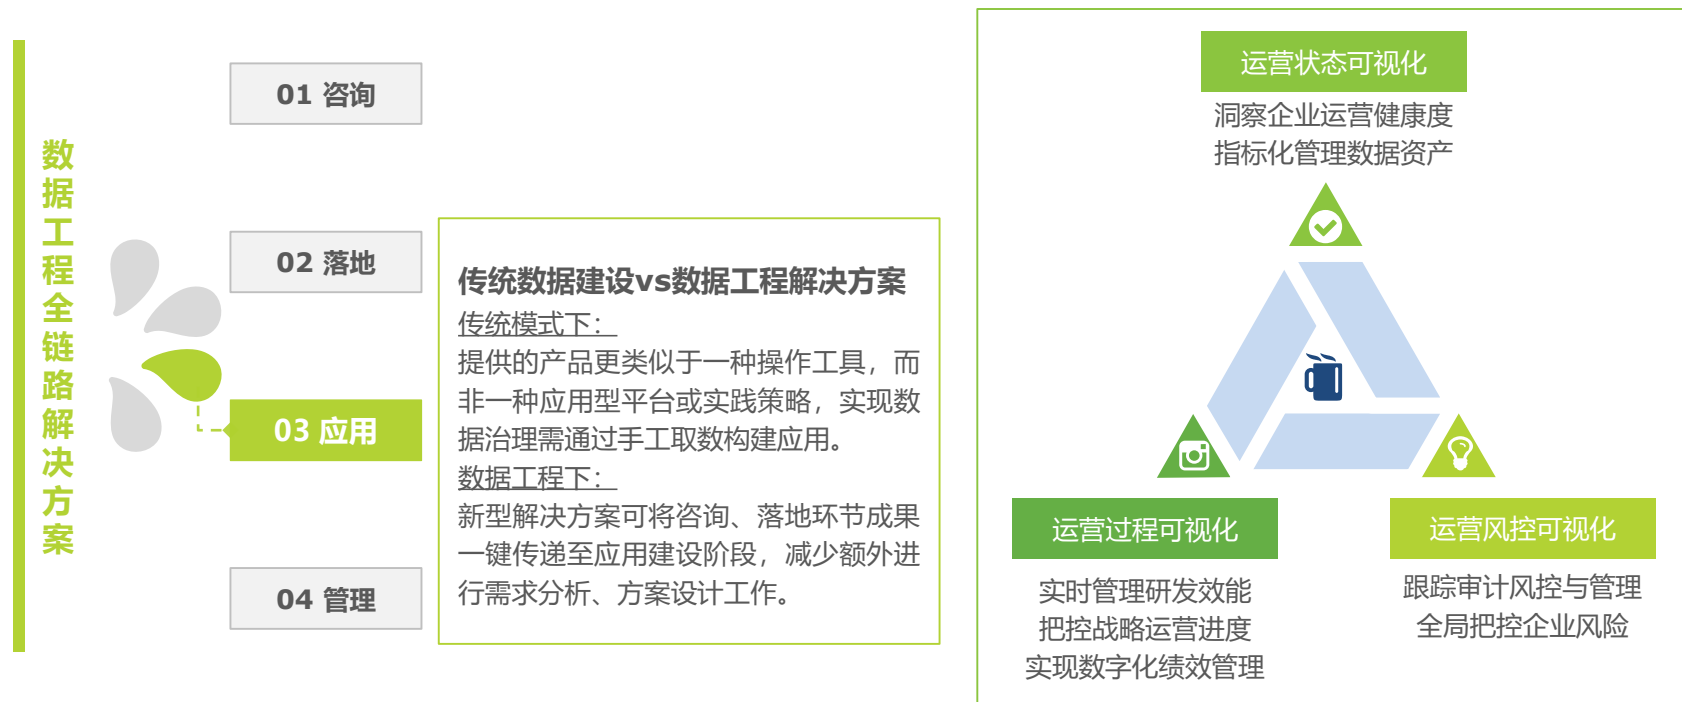 数据工程全链路解决方案
01 咨询
02 落地
03 应用
04 管理
传统数据建设vs数据工程解决方案
传统模式下：
提供的产品更类似于一种操作工具，而
非一种应用型平台或实践策略，实现数
据治理需通过手工取数构建应用。
数据工程下：
新型解决方案可将咨询、落地环节成果
一键传递至应用建设阶段，减少额外进
行需求分析、方案设计工作。
运营状态可视化
洞察企业运营健康度
指标化管理数据资产
运营过程可视化
实时管理研发效能
把控战略运营进度
实现数字化绩效管理
运营风控可视化
跟踪审计风控与管理
全局把控企业风险